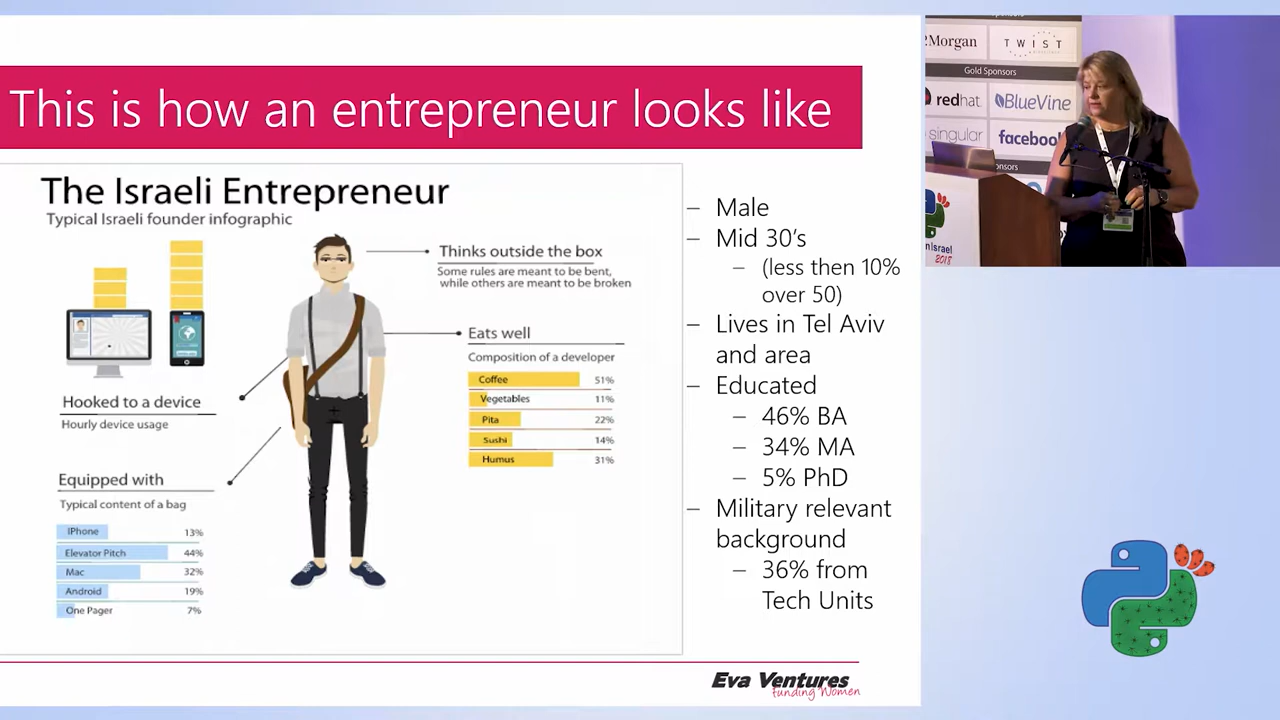 This is how an entrepreneur looks like
The Israeli Entrepreneur
Typical Israeli founder infographic
Thinks outside the box
Some rules are meant to be bent,
while others are meant to be broken
Eats well
Composition of a developer
Coffee 51%
Vegetables 11%
Pita 22%
Sushi 14%
Humus 31%
Hooked to a device
Hourly device usage
Equipped with
Typical content of a bag
IPhone 13%
Elevator Pitch 44%
Mac 32%
Android 19%
One Pager 7%
– Male
– Mid 30's
– (less then 10%
over 50)
– Lives in Tel Aviv
and area
– Educated
– 46% BA
– 34% MA
– 5% PhD
– Military relevant
background
– 36% from
Tech Units
Eva Ventures
Funding Women
Morgan
TWIST
Gold Sponsors
redhat
BlueVine
singular
facebook
2018